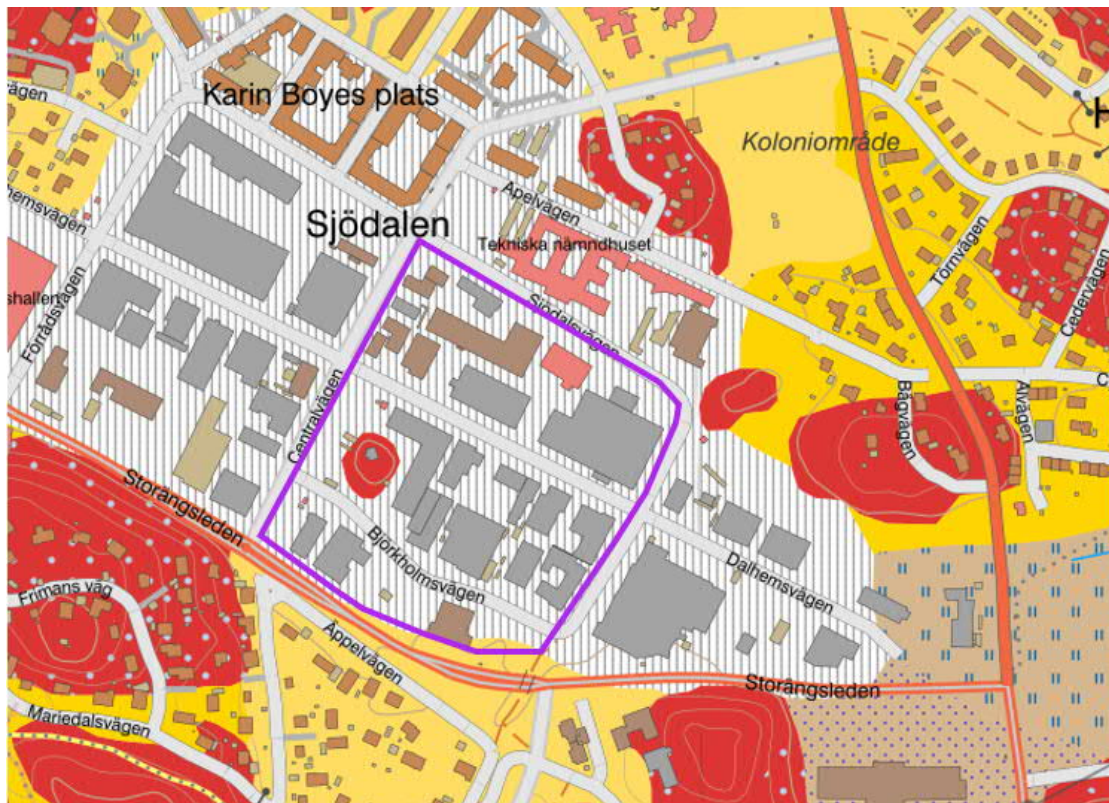 Karin Boyes plats
ägen
Koloniområde
H
hemsvägen
Sjödalen
Apelvägen
Tekniska nämndhuset
Törnvägen
Cedervägen
shallen
Förrådsvägen
Sjödalsvägen
Centralvägen
Bågvägen
Alvägen
C
Storängsleden
Björkholmsvägen
Dalhemsvägen
Frimans väg
Äppelvägen
Storängsleden
Mariedalsvägen